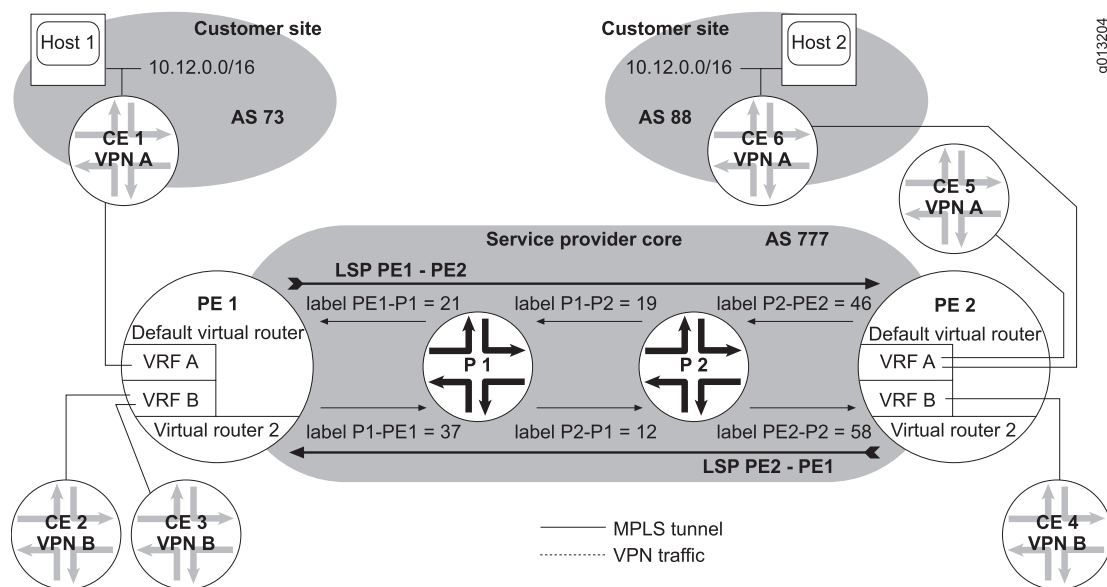 Host 1
Customer site
10.12.0.0/16
AS 73
CE 1
VPN A
Customer site
Host 2
10.12.0.0/16
AS 88
CE 6
VPN A
g013204
CE 5
VPN A
Service provider core
AS 777
LSP PE1 - PE2
label PE1-P1 = 21
label P1-P2 = 19
label P2-PE2 = 46
PE 1
Default virtual router
VRF A
VRF B
Virtual router 2
P 1
P 2
PE 2
Default virtual router
VRF A
VRF B
Virtual router 2
label P1-PE1 = 37
label P2-P1 = 12
label PE2-P2 = 58
LSP PE2 - PE1
CE 2
VPN B
CE 3
VPN B
MPLS tunnel
VPN traffic
CE 4
VPN B